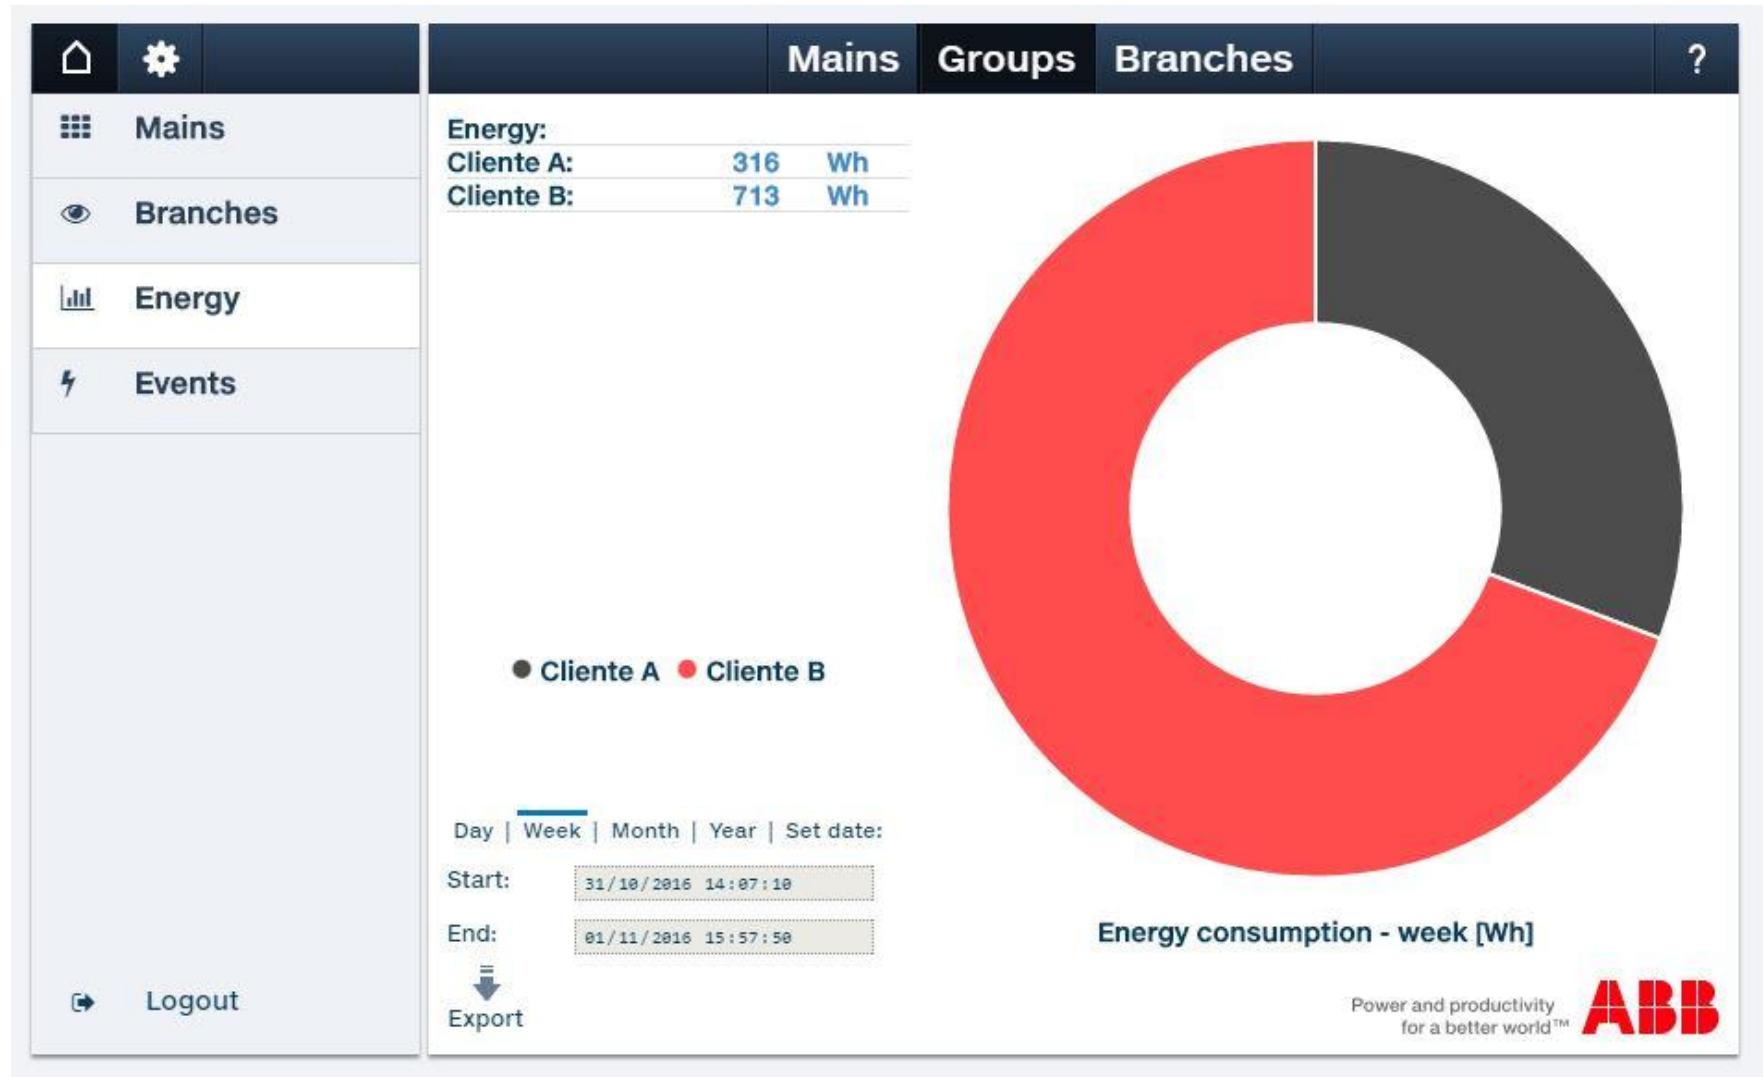 Mains Groups Branches ?
Mains
Branches
Energy
Events
Logout
Energy:
Cliente A: 316 Wh
Cliente B: 713 Wh
Cliente A Cliente B
Day | Week | Month | Year | Set date:
Start: 31/10/2016 14:07:10
End: 01/11/2016 15:57:50
Export
Energy consumption - week [Wh]
Power and productivity
for a better world™
ABB